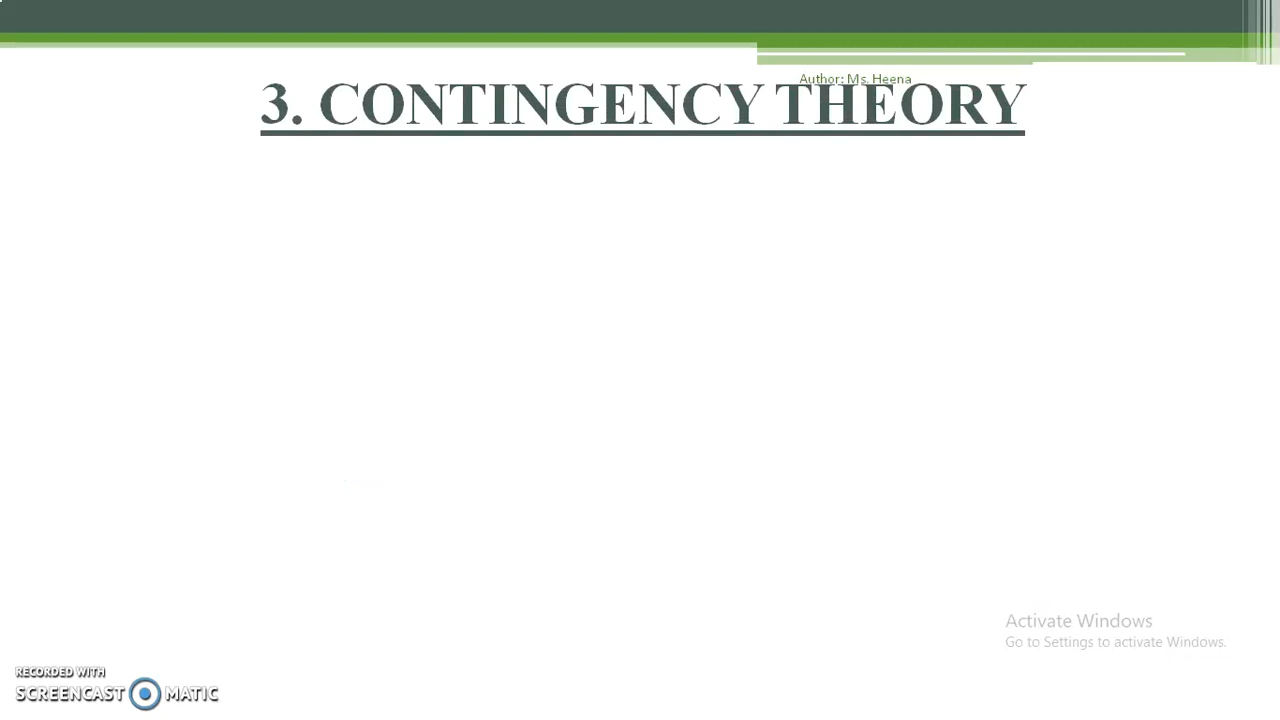 Author: Ms. Heena
3. CONTINGENCY THEORY
Activate Windows
Go to Settings to activate Windows.
RECORDED WITH
SCREENCAST MATIC